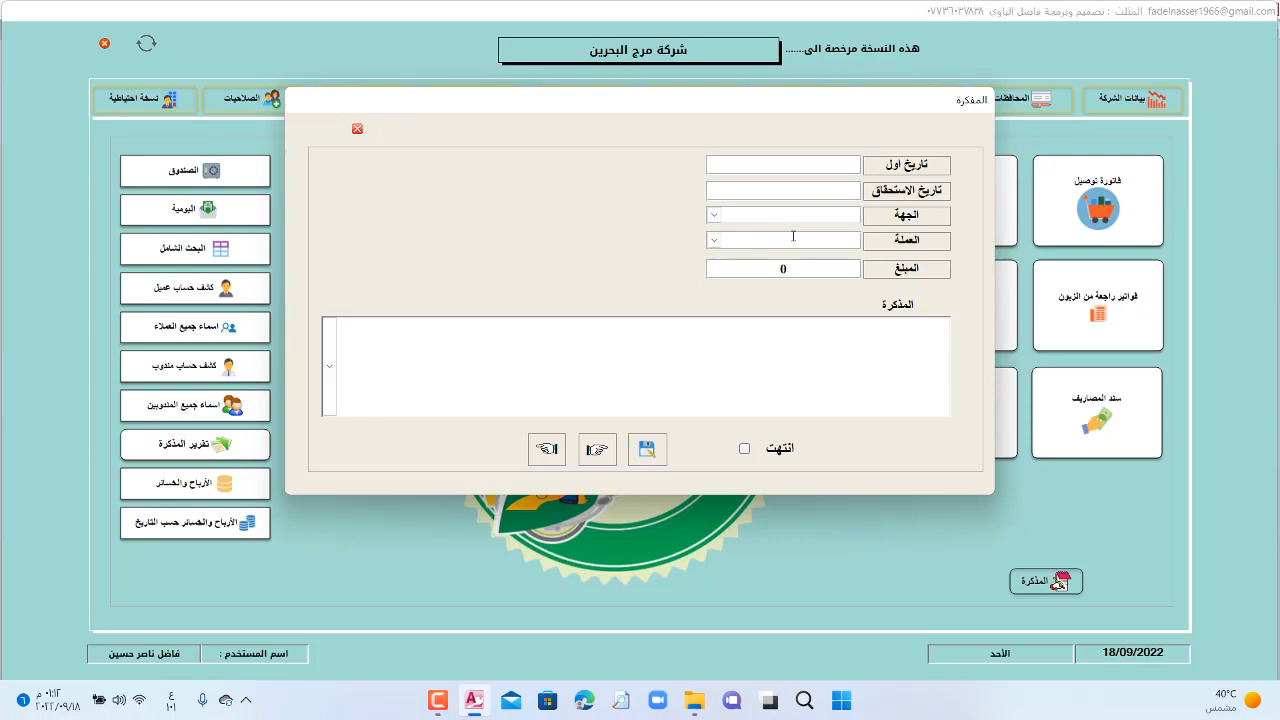 fadelnasser1966@gmail.com المثلث : تصميم وبرمجة فاضل الباوي ٠٧٧٣٦٠٣٧٨٣٨
هذه النسخة مرخصة الى.......
شركة مرج البحرين
بيانات الشركة
المحافظات
الصلاحيات
نسخة احتياطية
المفكرة
تاريخ اول
تاريخ الاستحقاق
الجهة
العملة
المبلغ
0
المذكرة
انتهت
فاتورة توصيل
فواتير راجعة من الزبون
سند المصاريف
المذكرة
الصندوق
اليومية
البحث الشامل
كشف حساب عميل
اسماء جميع العملاء
كشف حساب مندوب
اسماء جميع المندوبين
تقرير المذكرة
الأرباح والخسائر
الأرباح والخسائر حسب التاريخ
18/09/2022
الأحد
اسم المستخدم :
فاضل ناصر حسين
40°C
مشمس
ع
١٠١
٠١:١٢ م
٢٠٢٢/٠٩/١٨
٦